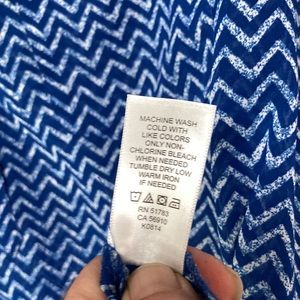 MACHINE WASH
COLD WITH
LIKE COLORS
ONLY NON-
CHLORINE BLEACH
WHEN NEEDED
TUMBLE DRY LOW
WARM IRON
IF NEEDED
RN 51783
CA 56910
K0814